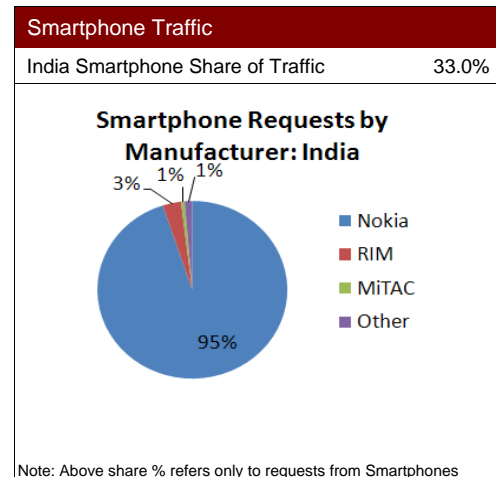 Smartphone Traffic
India Smartphone Share of Traffic 33.0%
Smartphone Requests by
Manufacturer: India
3% 1% 1%
95%
Nokia
RIM
MiTAC
Other
Note: Above share % refers only to requests from Smartphones